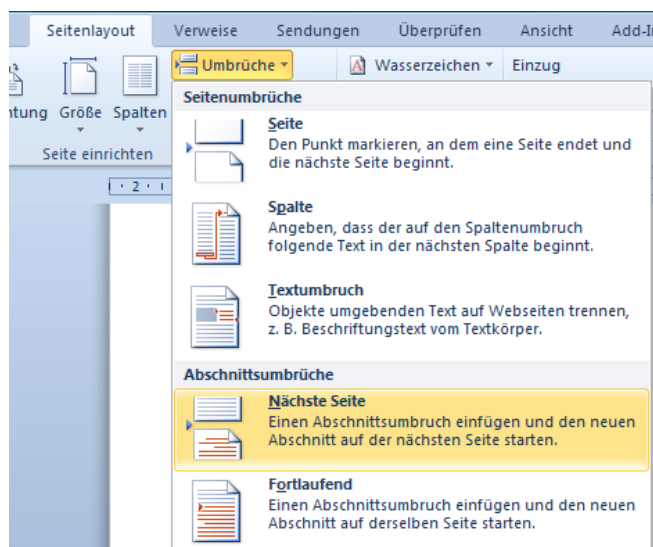 Seitenlayout Verweise Sendungen Überprüfen Ansicht
Umbrüche Wasserzeichen Einzug
Größe Spalten
Seite einrichten
2
Seitenumbrüche
Seite
Den Punkt markieren, an dem eine Seite endet und
die nächste Seite beginnt.
Spalte
Angeben, dass der auf den Spaltenumbruch
folgende Text in der nächsten Spalte beginnt.
Textumbruch
Objekte umgebenden Text auf Webseiten trennen,
z. B. Beschriftungstext vom Textkörper.
Abschnittsumbrüche
Nächste Seite
Einen Abschnittsumbruch einfügen und den neuen
Abschnitt auf der nächsten Seite starten.
Fortlaufend
Einen Abschnittsumbruch einfügen und den neuen
Abschnitt auf derselben Seite starten.